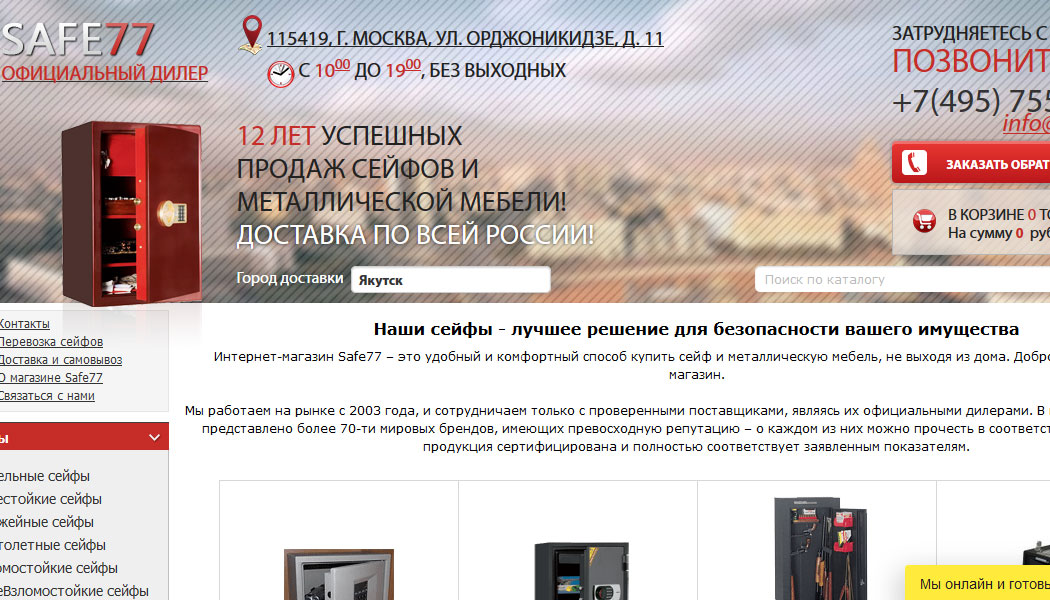 SAFE77
ОФИЦИАЛЬНЫЙ ДИЛЕР
115419, Г. МОСКВА, УЛ. ОРДЖОНИКИДЗЕ, Д. 11
С 10 00 ДО 19 00, БЕЗ ВЫХОДНЫХ
ЗАТРУДНЯЕТЕСЬ С
ПОЗВОНИТ
+7(495) 755
info@
12 ЛЕТ УСПЕШНЫХ
ПРОДАЖ СЕЙФОВ И
МЕТАЛЛИЧЕСКОЙ МЕБЕЛИ!
ДОСТАВКА ПО ВСЕЙ РОССИИ!
ЗАКАЗАТЬ ОБРАТ
В КОРЗИНЕ 0 ТО
На сумму 0 руб
Город доставки Якутск
Поиск по каталогу
Контакты
Перевозка сейфов
Доставка и самовывоз
О магазине Safe77
Связаться с нами
ы
ельные сейфы
естойкие сейфы
жейные сейфы
толетные сейфы
омостойкие сейфы
еВзломостойкие сейфы
Наши сейфы - лучшее решение для безопасности вашего имущества
Интернет-магазин Safe77 – это удобный и комфортный способ купить сейф и металлическую мебель, не выходя из дома. Добро
магазин.
Мы работаем на рынке с 2003 года, и сотрудничаем только с проверенными поставщиками, являясь их официальными дилерами. В
представлено более 70-ти мировых брендов, имеющих превосходную репутацию – о каждом из них можно прочесть в соответст
продукция сертифицирована и полностью соответствует заявленным показателям.
Мы онлайн и готовы